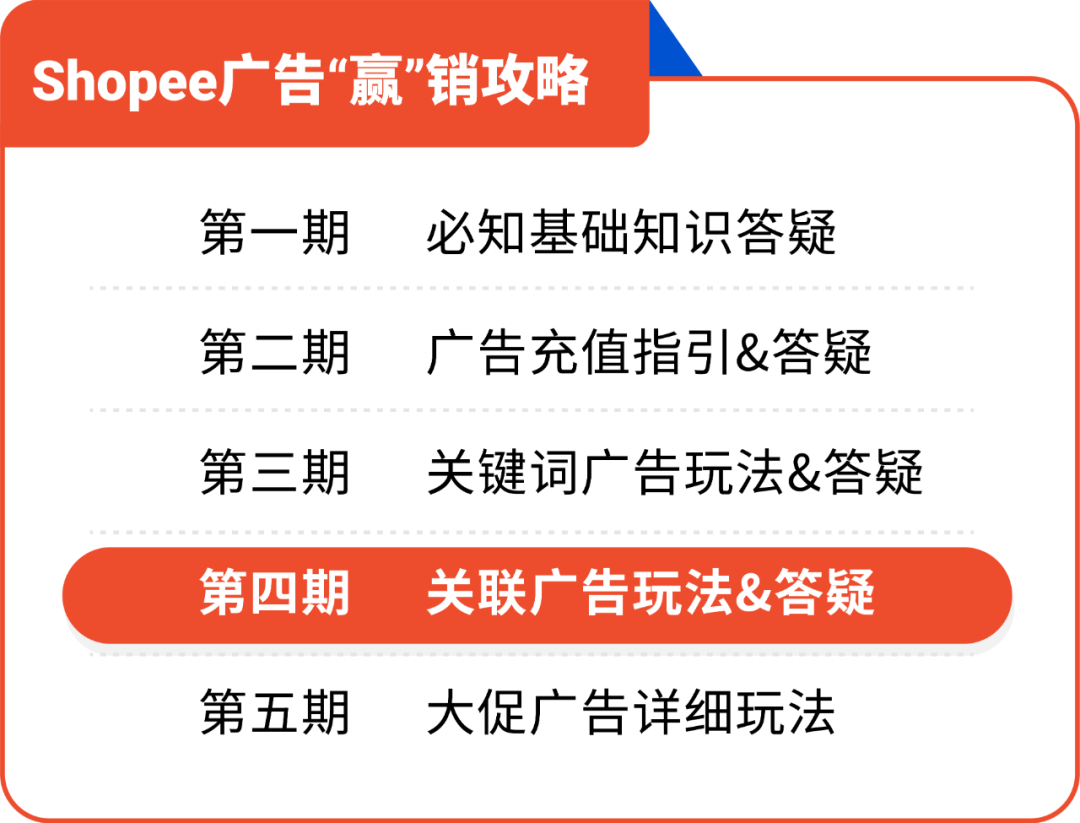 Shopee广告“赢”销攻略
第一期 必知基础知识答疑
第二期 广告充值指引&答疑
第三期 关键词广告玩法&答疑
第四期 关联广告玩法&答疑
第五期 大促广告详细玩法